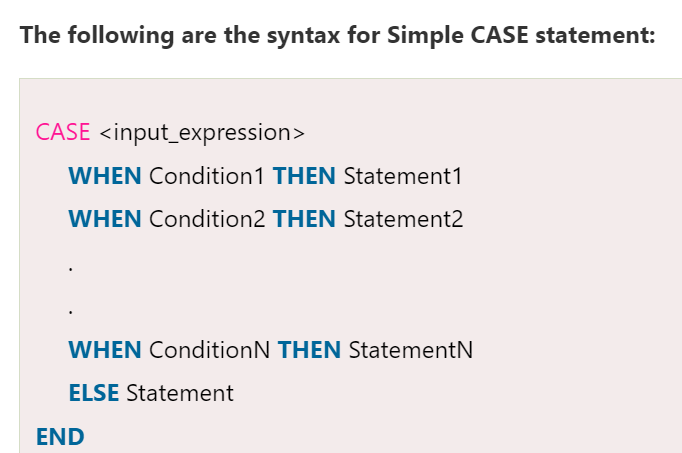 The following are the syntax for Simple CASE statement:
CASE <input_expression>
WHEN Condition1 THEN Statement1
WHEN Condition2 THEN Statement2
.
.
WHEN ConditionN THEN StatementN
ELSE Statement
END